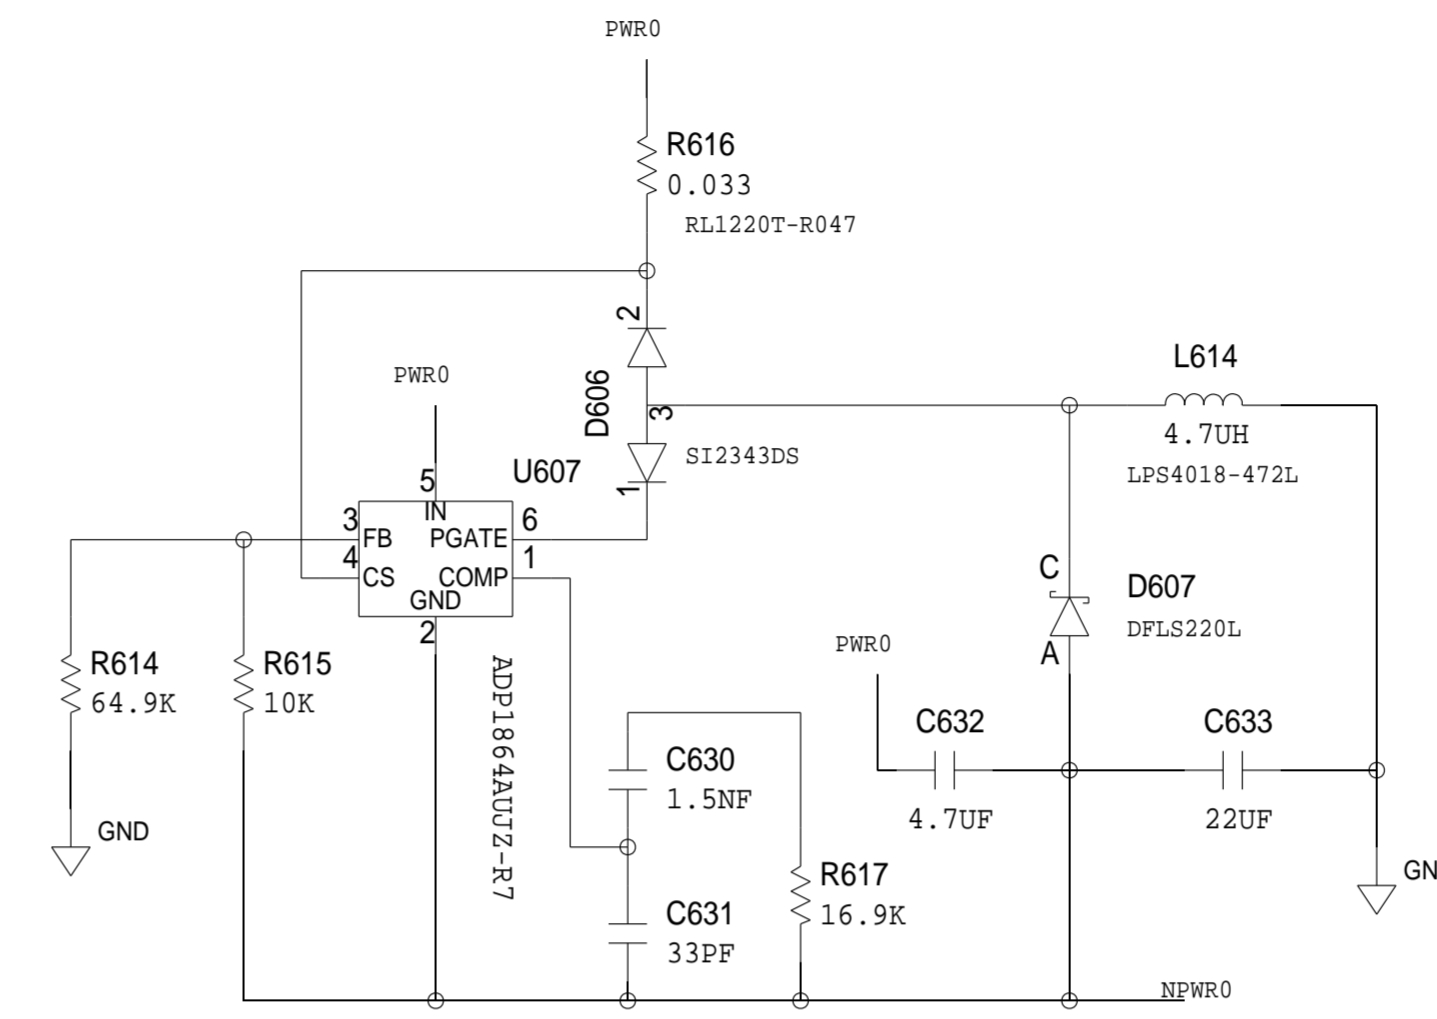 PWR0
R616
0.033
RL1220T-R047
2
L614
PWR0
D606
3
4.7UH
SI2343DS
LPS4018-472L
U607
5
1
IN
3
6
FB
PGATE
4
1
CS
COMP
C
D607
GND
DFLS220L
2
PWR0
A
R614
R615
64.9K
10K
ADP1864AUJZ-R7
C632
C633
C630
1.5NF
4.7UF
22UF
GND
R617
GN
C631
16.9K
33PF
NPWR0